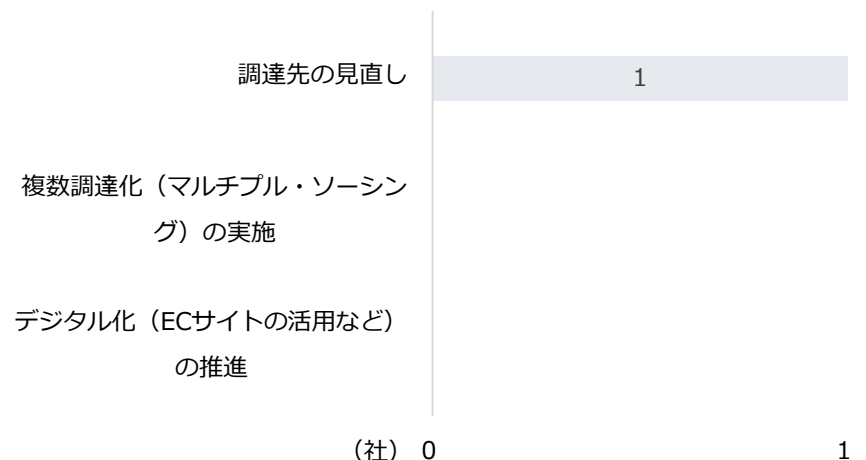 調達先の見直し
1
複数調達化（マルチプル・ソーシン
グ）の実施
デジタル化（ECサイトの活用など）
の推進
（社） 0 1